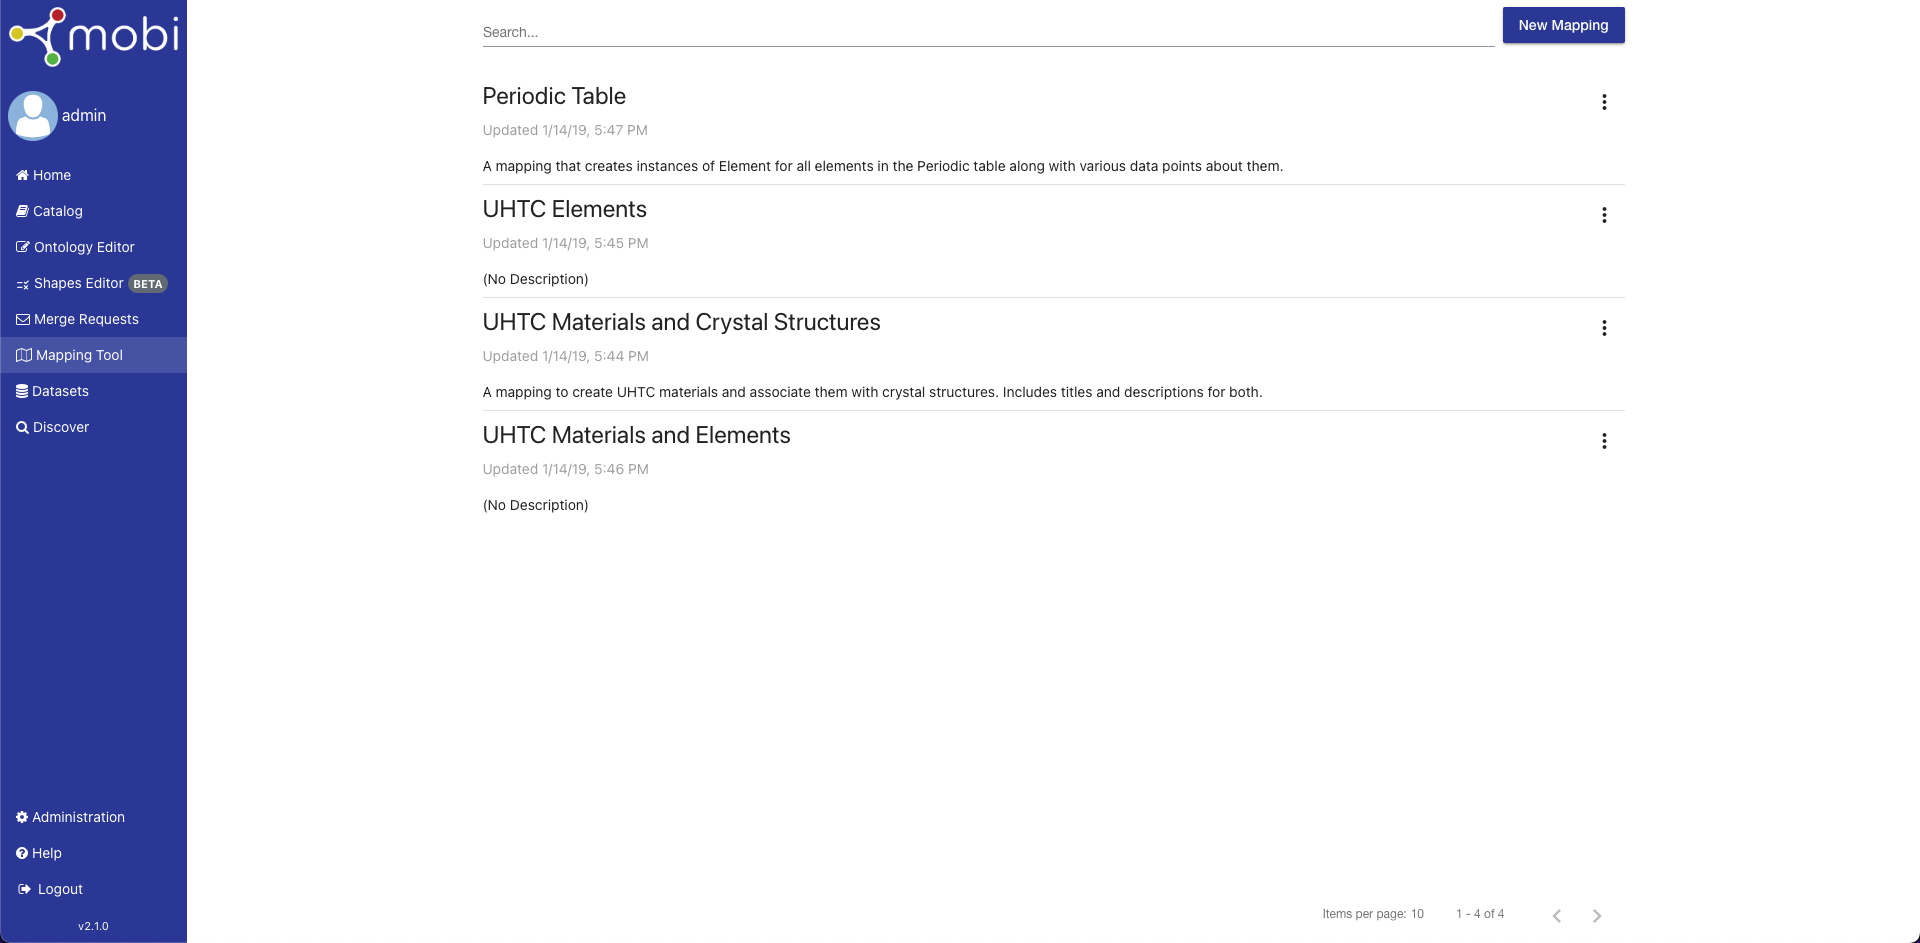 mobi
admin
Home
Catalog
Ontology Editor
Shapes Editor BETA
Merge Requests
Mapping Tool
Datasets
Discover
Administration
Help
Logout
v2.1.0
Search...
New Mapping
Periodic Table
Updated 1/14/19, 5:47 PM
A mapping that creates instances of Element for all elements in the Periodic table along with various data points about them.
UHTC Elements
Updated 1/14/19, 5:45 PM
(No Description)
UHTC Materials and Crystal Structures
Updated 1/14/19, 5:44 PM
A mapping to create UHTC materials and associate them with crystal structures. Includes titles and descriptions for both.
UHTC Materials and Elements
Updated 1/14/19, 5:46 PM
(No Description)
Items per page: 10 1 - 4 of 4